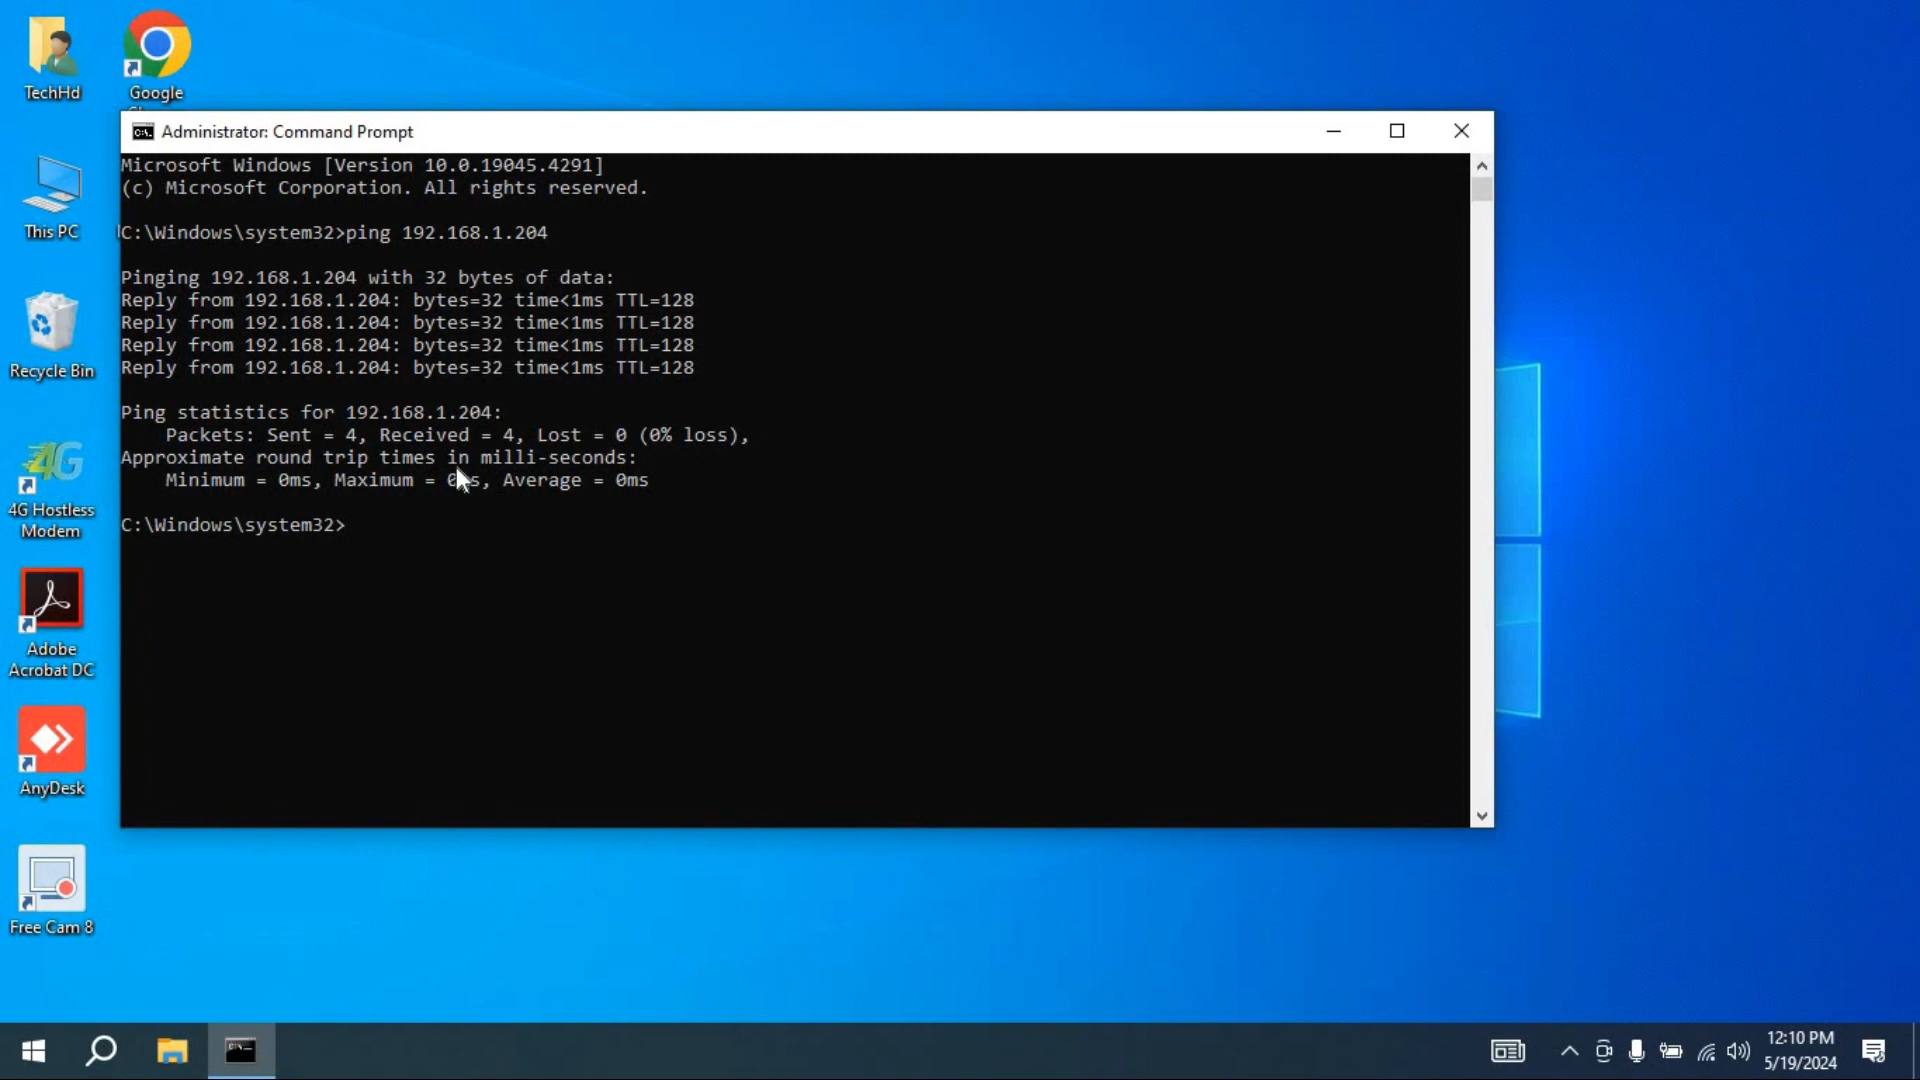 TechHd
Google
This PC
Recycle Bin
4G
4G Hostless
Modem
Adobe
Acrobat DC
AnyDesk
Free Cam 8
Administrator: Command Prompt
Microsoft Windows [Version 10.0.19045.4291]
(c) Microsoft Corporation. All rights reserved.
C:\Windows\system32>ping 192.168.1.204
Pinging 192.168.1.204 with 32 bytes of data:
Reply from 192.168.1.204: bytes=32 time<1ms TTL=128
Reply from 192.168.1.204: bytes=32 time<1ms TTL=128
Reply from 192.168.1.204: bytes=32 time<1ms TTL=128
Reply from 192.168.1.204: bytes=32 time<1ms TTL=128
Ping statistics for 192.168.1.204:
Packets: Sent = 4, Received = 4, Lost = 0 (0% loss),
Approximate round trip times in milli-seconds:
Minimum = 0ms, Maximum = 0ms, Average = 0ms
C:\Windows\system32>
12:10 PM
5/19/2024